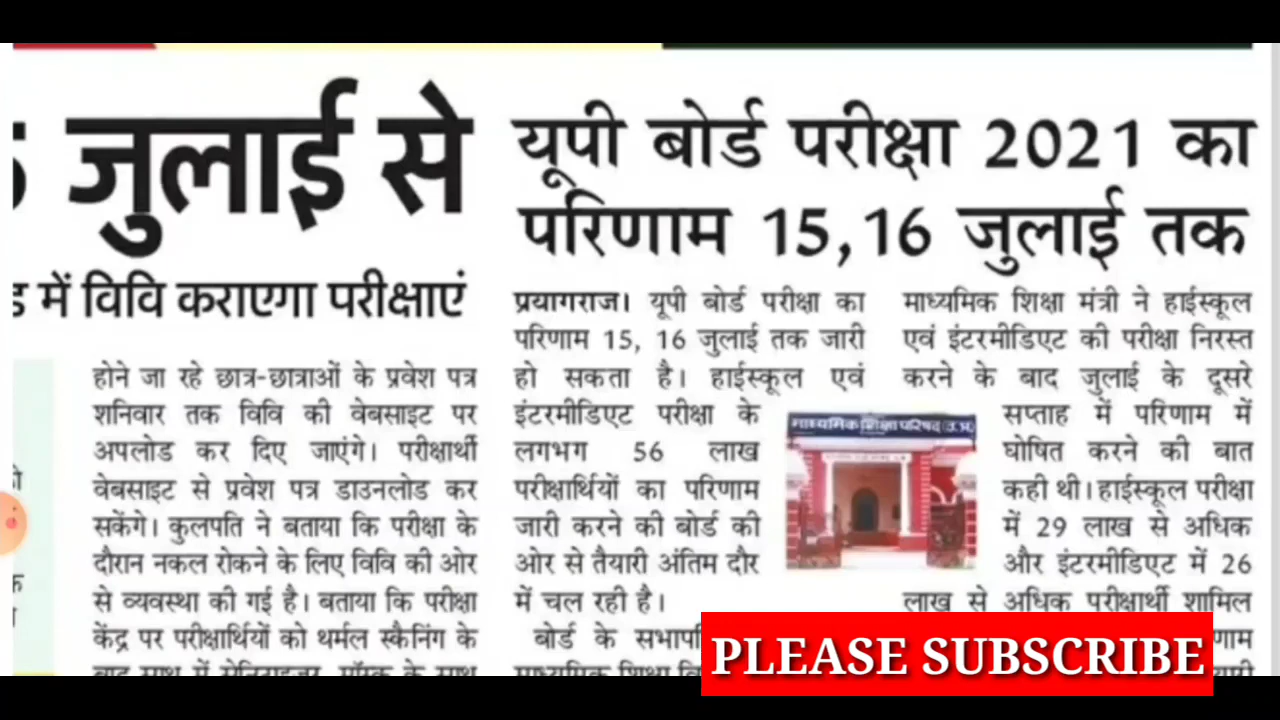 जुलाई से
में विवि कराएगा परीक्षाएं
होने जा रहे छात्र-छात्राओं के प्रवेश पत्र
शनिवार तक विवि की वेबसाइट पर
अपलोड कर दिए जाएंगे। परीक्षार्थी
वेबसाइट से प्रवेश पत्र डाउनलोड कर
सकेंगे। कुलपति ने बताया कि परीक्षा के
दौरान नकल रोकने के लिए विवि की ओर
से व्यवस्था की गई है। बताया कि परीक्षा
केंद्र पर परीक्षार्थियों को थर्मल स्कैनिंग के
यूपी बोर्ड परीक्षा 2021 का
परिणाम 15,16 जुलाई तक
प्रयागराज। यूपी बोर्ड परीक्षा का
परिणाम 15, 16 जुलाई तक जारी
हो सकता है। हाईस्कूल एवं
इंटरमीडिएट परीक्षा के
लगभग 56 लाख
परीक्षार्थियों का परिणाम
जारी करने की बोर्ड की
ओर से तैयारी अंतिम दौर
में चल रही है।
बोर्ड के
माध्यमिक शिक्षा परिषद (उ.प्र.)
माध्यमिक शिक्षा मंत्री ने हाईस्कूल
एवं इंटरमीडिएट की परीक्षा निरस्त
करने के बाद जुलाई के दूसरे
सप्ताह में परिणाम में
घोषित करने की बात
कही थी। हाईस्कूल परीक्षा
में 29 लाख से अधिक
और इंटरमीडिएट में 26
लाख से अधिक परीक्षार्थी शामिल
PLEASE SUBSCRIBE